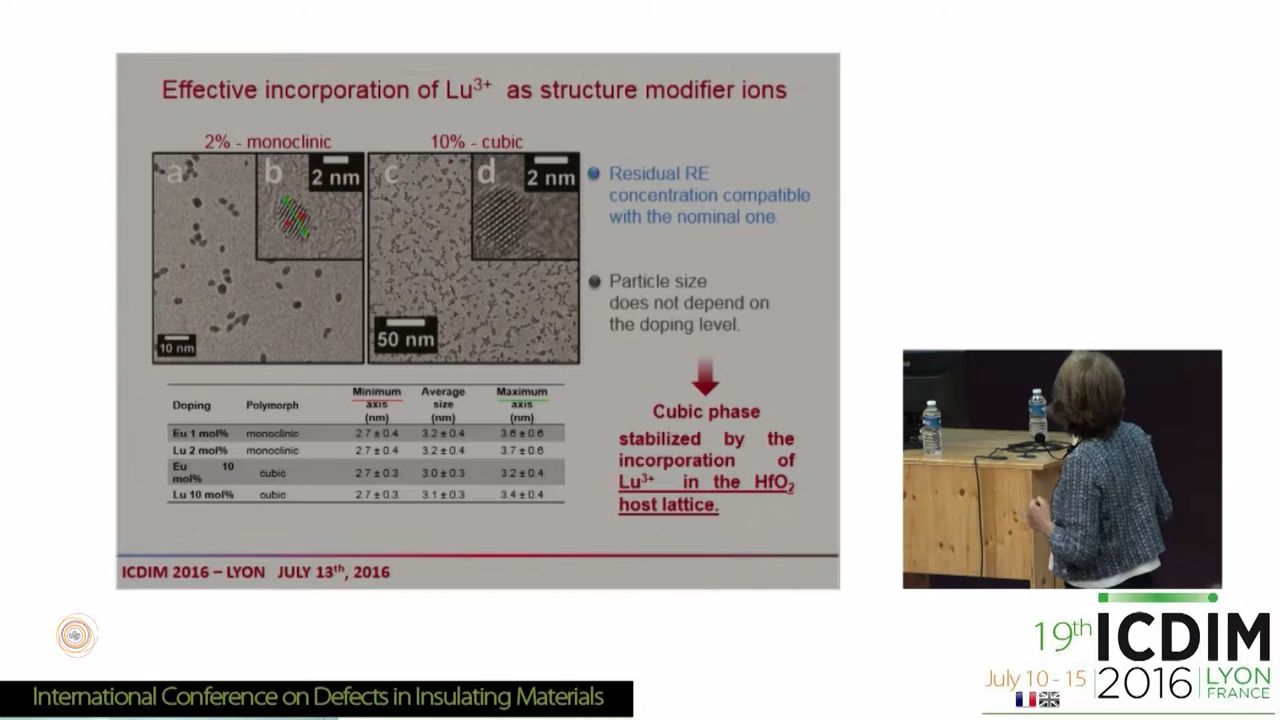 Effective incorporation of Lu³⁺ as structure modifier ions
2% - monoclinic
10% - cubic
a
b
2 nm
10 nm
c
d
2 nm
50 nm
Residual RE
concentration compatible
with the nominal one.
Particle size
does not depend on
the doping level.
Cubic phase
stabilized by the
incorporation of
Lu³⁺ in the HfO₂
host lattice.
Doping Polymorph Minimum axis (nm) Average size (nm) Maximum axis (nm)
Eu 1 mol% monoclinic 2.7 ± 0.4 3.2 ± 0.4 3.6 ± 0.6
Lu 2 mol% monoclinic 2.7 ± 0.4 3.2 ± 0.4 3.7 ± 0.6
Eu 10 mol% cubic 2.7 ± 0.3 3.0 ± 0.3 3.2 ± 0.4
Lu 10 mol% cubic 2.7 ± 0.3 3.1 ± 0.3 3.4 ± 0.4
ICDIM 2016 – LYON JULY 13th, 2016
19th ICDIM
July 10 - 15 2016 LYON
FRANCE
International Conference on Defects in Insulating Materials